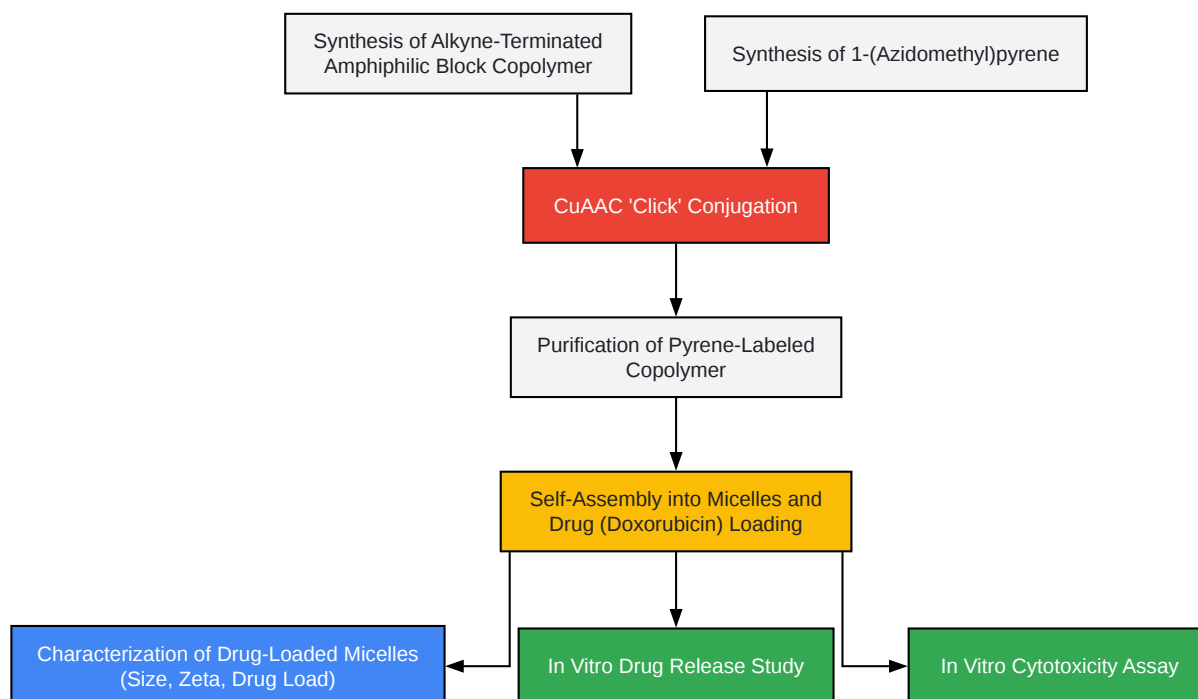 Synthesis of Alkyne-Terminated
Amphiphilic Block Copolymer
Synthesis of 1-(Azidomethyl)pyrene
CuAAC 'Click' Conjugation
Purification of Pyrene-Labeled
Copolymer
Self-Assembly into Micelles and
Drug (Doxorubicin) Loading
Characterization of Drug-Loaded Micelles
(Size, Zeta, Drug Load)
In Vitro Drug Release Study
In Vitro Cytotoxicity Assay